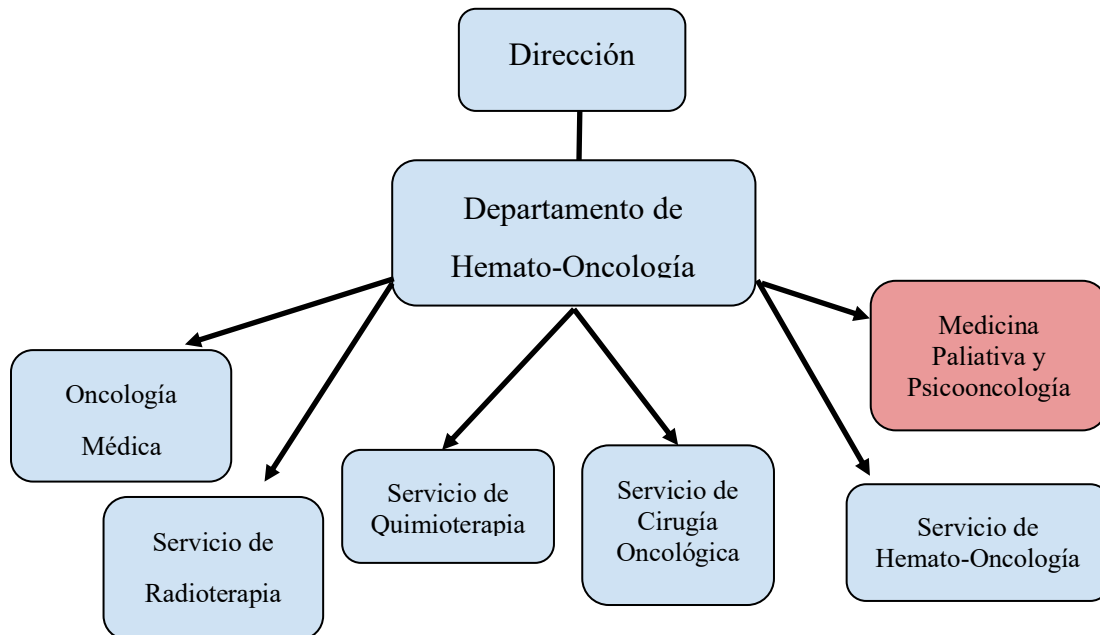 Dirección
Departamento de
Hemato-Oncología
Medicina
Paliativa y
Psicooncología
Oncología
Médica
Servicio de
Quimioterapia
Servicio de
Cirugía
Oncológica
Servicio de
Hemato-Oncología
Servicio de
Radioterapia